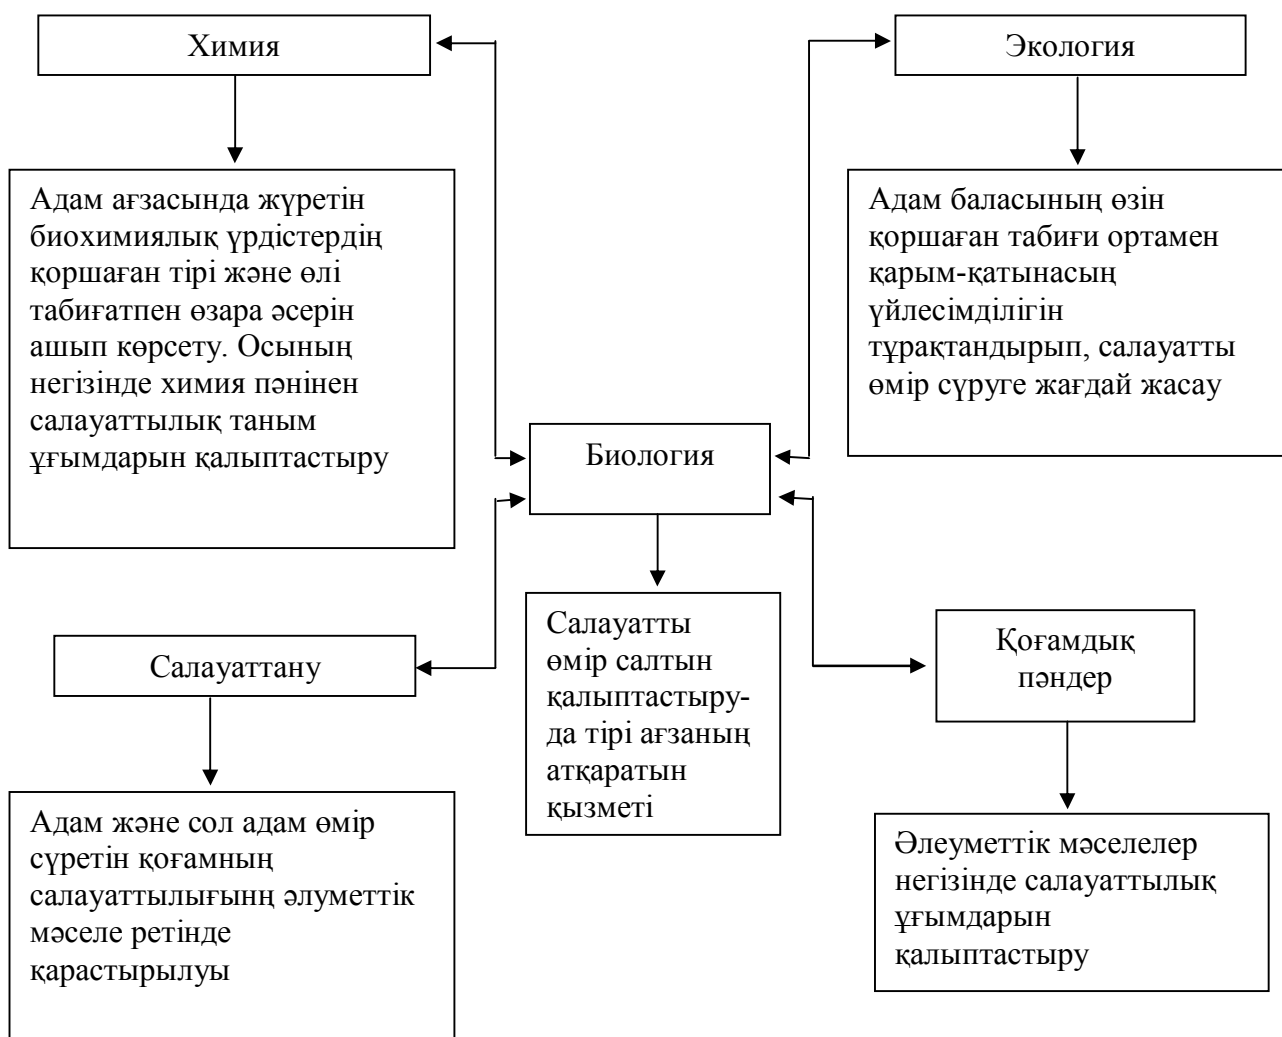 Химия
Экология
Адам ағзасында жүретін
биохимиялық үрдістердің
қоршаған тірі және өлі
табиғатпен өзара әсерін
ашып көрсету. Осының
негізінде химия пәнінен
салауаттылық таным
ұғымдарын қалыптастыру
Адам баласының өзін
қоршаған табиғи ортамен
қарым-қатынасың
үйлесімділігін
тұрақтандырып, салауатты
өмір сүруге жағдай жасау
Биология
Салауатты
өмір салтын
қалыптастыру-
да тірі ағзаның
атқаратын
қызметі
Салауаттану
Қоғамдық
пәндер
Адам және сол адам өмір
сүретін қоғамның
салауаттылығынң әлуметтік
мәселе ретінде
қарастырылуы
Әлеуметтік мәселелер
негізінде салауаттылық
ұғымдарын
қалыптастыру